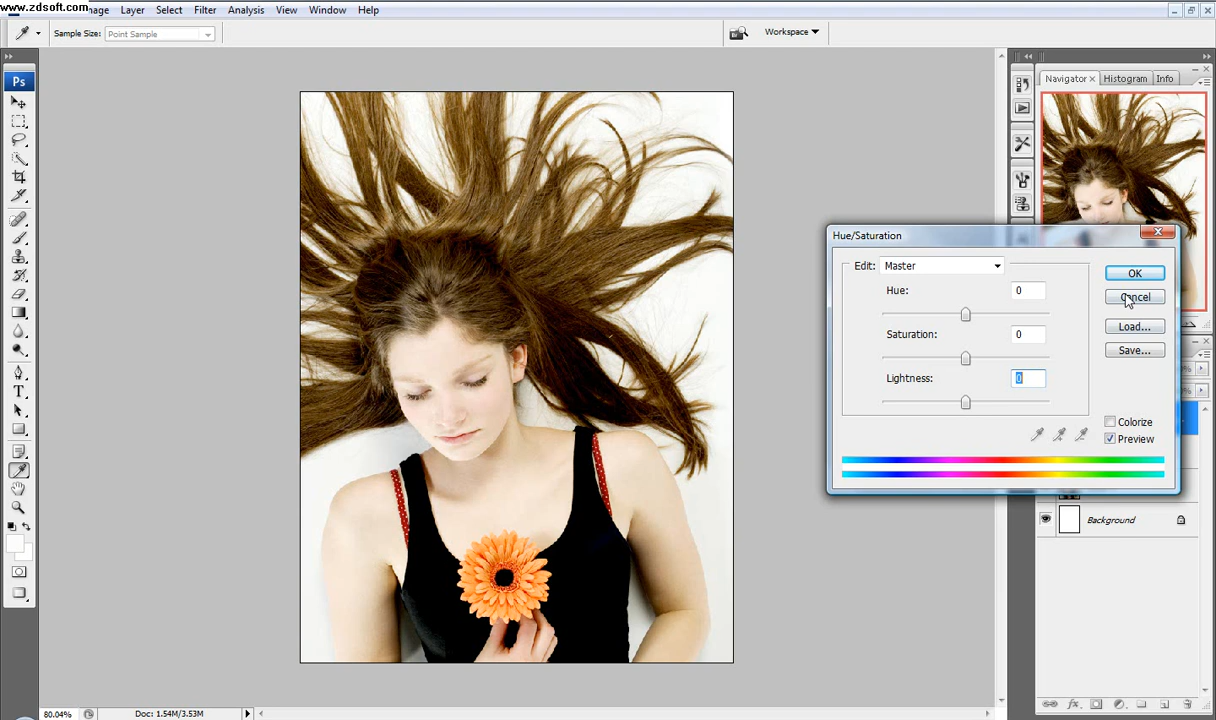 www.zdsoft.com
Layer Select Filter Analysis View Window Help
Sample Size: Point Sample
Workspace
Ps
Navigator Histogram Info
Hue/Saturation
Edit: Master
OK
Hue: 0
Cancel
Load...
Saturation: 0
Save...
Lightness: 0
Colorize
Preview
Background
T
80.04%
Doc: 1.54M/3.53M